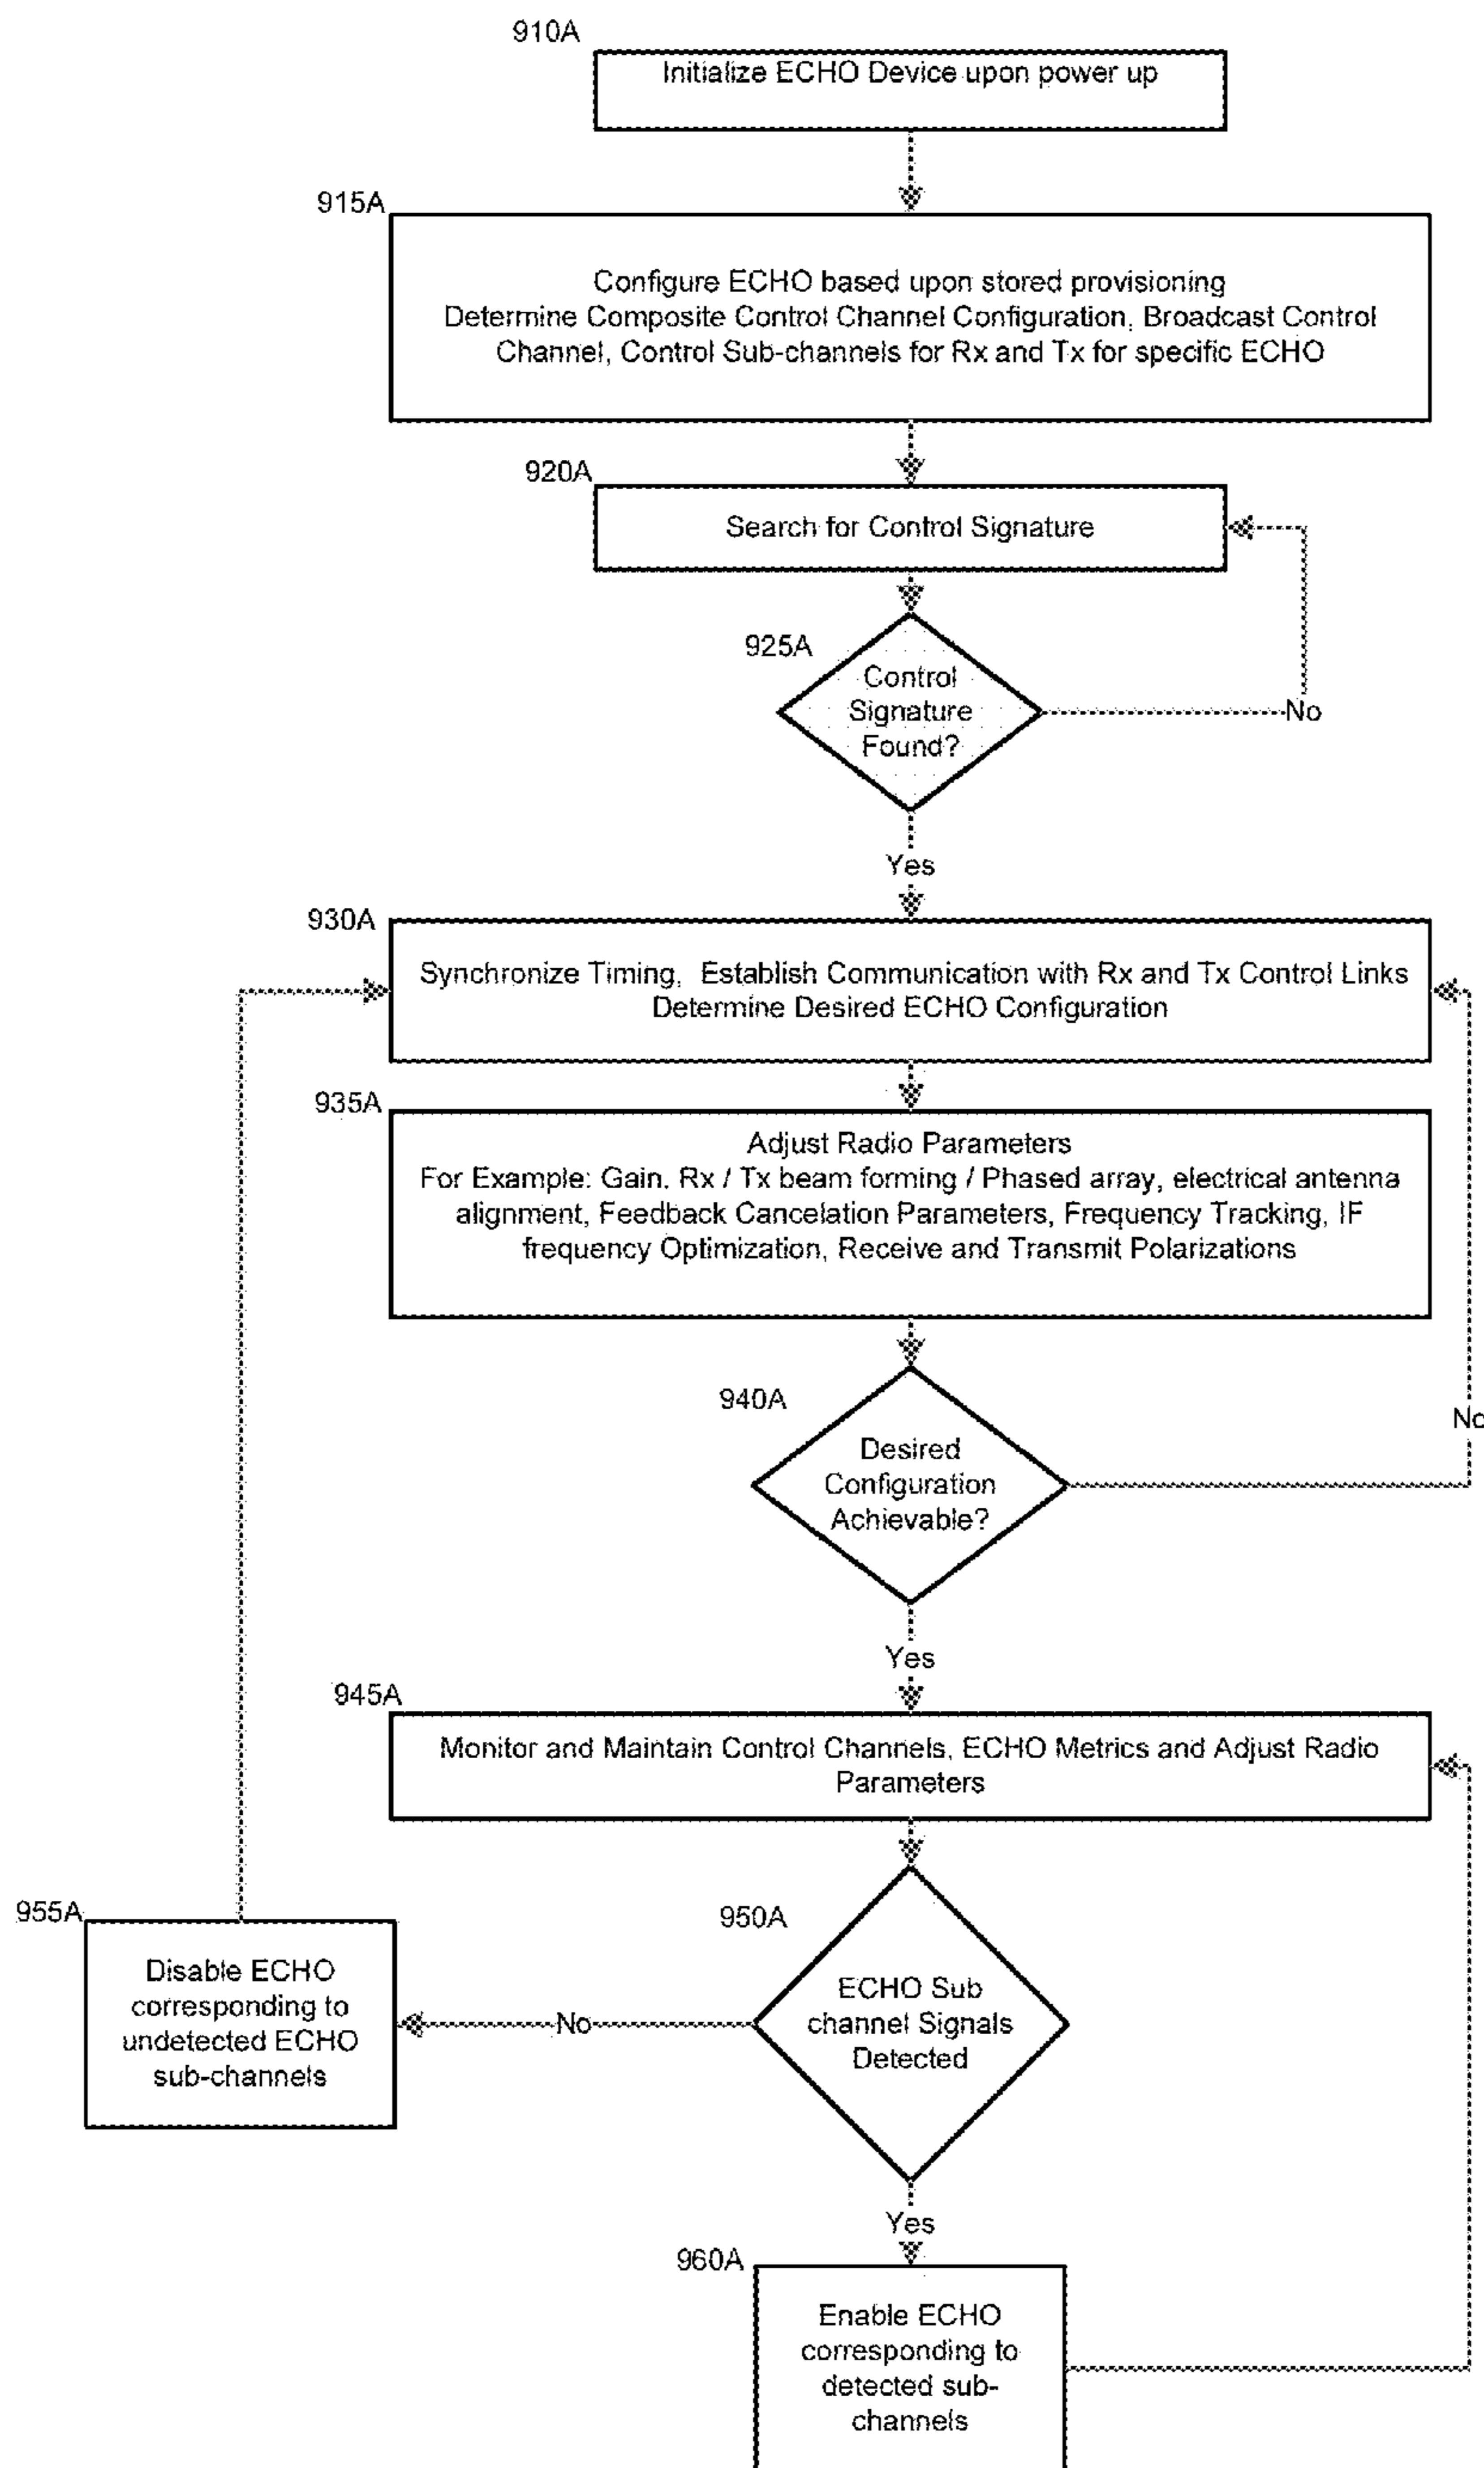 910A
Initialize ECHO Device upon power up
915A
Configure ECHO based upon stored provisioning
Determine Composite Control Channel Configuration, Broadcast Control
Channel, Control Sub-channels for Rx and Tx for specific ECHO
920A
Search for Control Signature
925A
Control
Signature
Found?
No
Yes
930A
Synchronize Timing, Establish Communication with Rx and Tx Control Links
Determine Desired ECHO Configuration
935A
Adjust Radio Parameters
For Example: Gain, Rx / Tx beam forming / Phased array, electrical antenna
alignment, Feedback Cancelation Parameters, Frequency Tracking, IF
frequency Optimization, Receive and Transmit Polarizations
940A
Desired
Configuration
Achievable?
No
Yes
945A
Monitor and Maintain Control Channels, ECHO Metrics and Adjust Radio
Parameters
950A
ECHO Sub
channel Signals
Detected
No
955A
Disable ECHO
corresponding to
undetected ECHO
sub-channels
Yes
960A
Enable ECHO
corresponding to
detected sub-
channels